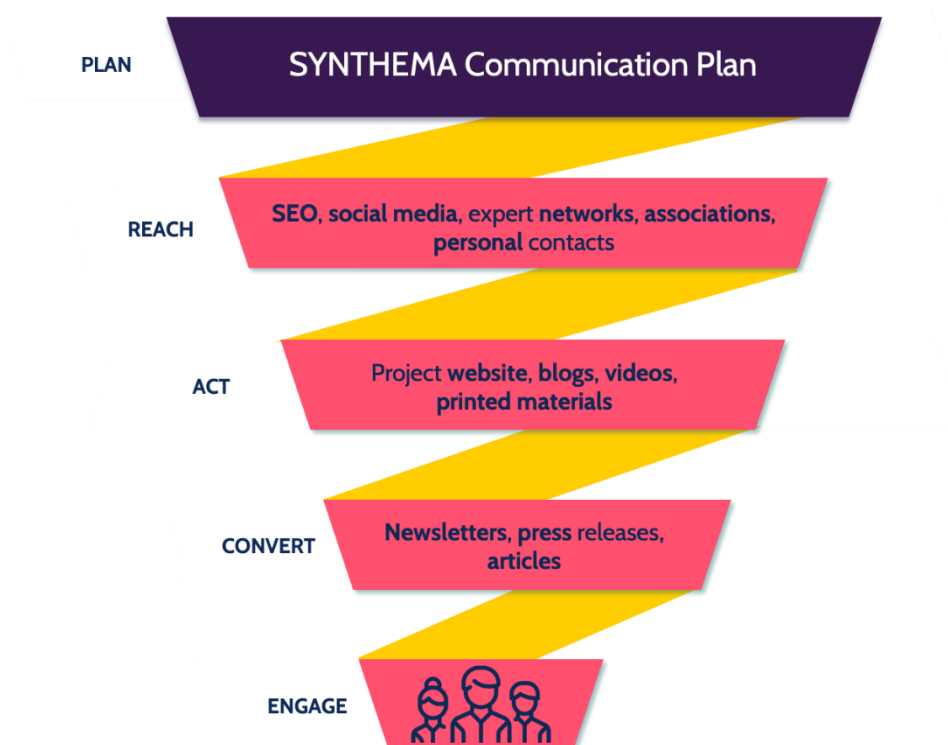 PLAN
SYNTHEMA Communication Plan
REACH
SEO, social media, expert networks, associations,
personal contacts
ACT
Project website, blogs, videos,
printed materials
CONVERT
Newsletters, press releases,
articles
ENGAGE